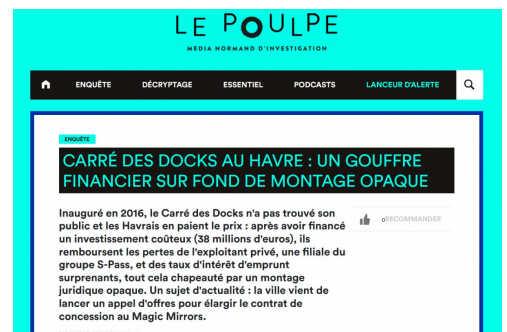 LE POULPE
MEDIA NORMAND D'INVESTIGATION
ENQUÊTE DÉCRYPTAGE ESSENTIEL PODCASTS LANCEUR D'ALERTE
ENQUÊTE
CARRÉ DES DOCKS AU HAVRE : UN GOUFFRE
FINANCIER SUR FOND DE MONTAGE OPAQUE
Inauguré en 2016, le Carré des Docks n'a pas trouvé son
public et les Havrais en paient le prix : après avoir financé
un investissement coûteux (38 millions d'euros), ils
remboursent les pertes de l'exploitant privé, une filiale du
groupe S-Pass, et des taux d'intérêt d'emprunt
surprenants, tout cela chapeauté par un montage
juridique opaque. Un sujet d'actualité : la ville vient de
lancer un appel d'offres pour élargir le contrat de
concession au Magic Mirrors.
0RECOMMANDER